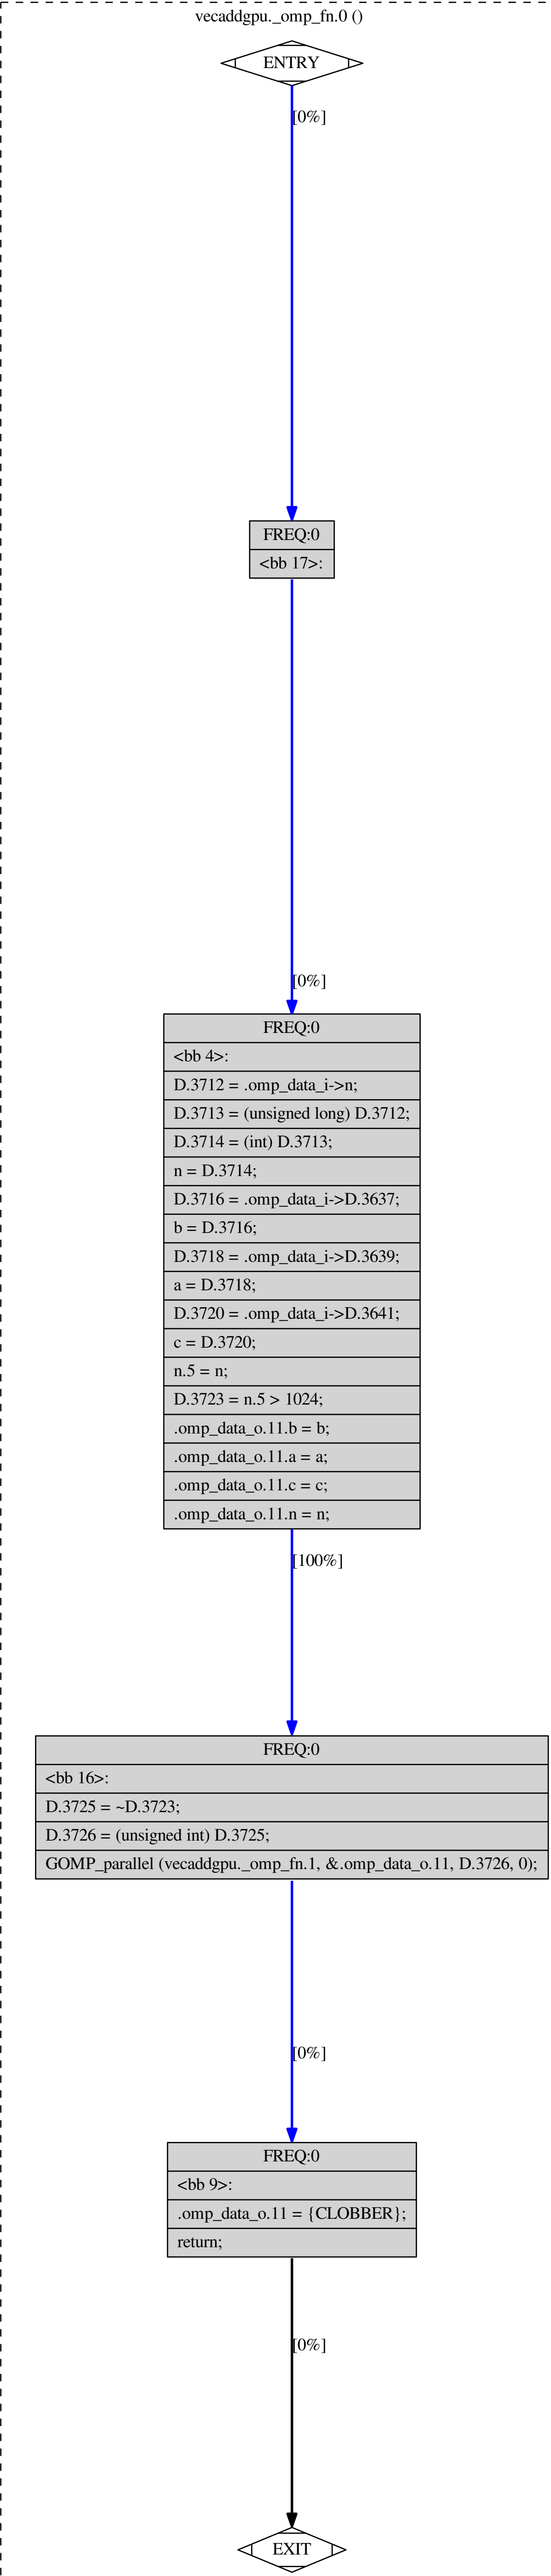 vecaddgpu._omp_fn.0 ()
ENTRY
[0%]
FREQ:0
<bb 17>:
[0%]
FREQ:0
<bb 4>:
D.3712 = .omp_data_i->n;
D.3713 = (unsigned long) D.3712;
D.3714 = (int) D.3713;
n = D.3714;
D.3716 = .omp_data_i->D.3637;
b = D.3716;
D.3718 = .omp_data_i->D.3639;
a = D.3718;
D.3720 = .omp_data_i->D.3641;
c = D.3720;
n.5 = n;
D.3723 = n.5 > 1024;
.omp_data_o.11.b = b;
.omp_data_o.11.a = a;
.omp_data_o.11.c = c;
.omp_data_o.11.n = n;
[100%]
FREQ:0
<bb 16>:
D.3725 = ~D.3723;
D.3726 = (unsigned int) D.3725;
GOMP_parallel (vecaddgpu._omp_fn.1, &.omp_data_o.11, D.3726, 0);
[0%]
FREQ:0
<bb 9>:
.omp_data_o.11 = {CLOBBER};
return;
[0%]
EXIT